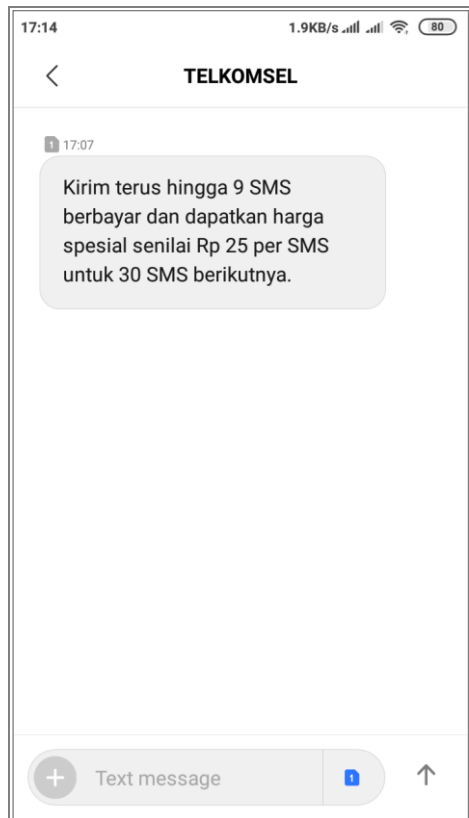 17:14 1.9KB/s 80
TELKOMSEL
1 17:07
Kirim terus hingga 9 SMS
berbayar dan dapatkan harga
spesial senilai Rp 25 per SMS
untuk 30 SMS berikutnya.
Text message 1